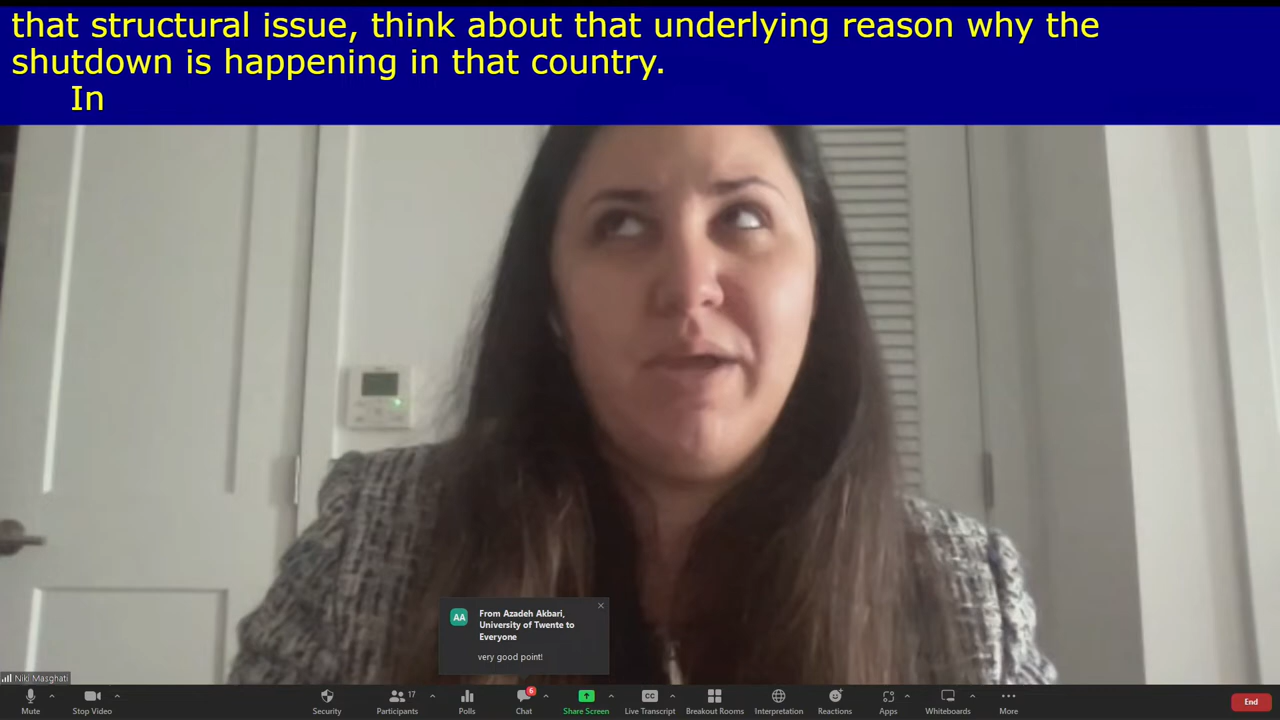 that structural issue, think about that underlying reason why the
shutdown is happening in that country.
In
AA
From Azadeh Akbari,
University of Twente to
Everyone
very good point!
Niki Masghati
Mute
Stop Video
Security
17
Participants
Polls
6
Chat
Share Screen
CC
Live Transcript
Breakout Rooms
Interpretation
Reactions
Apps
Whiteboards
More
End